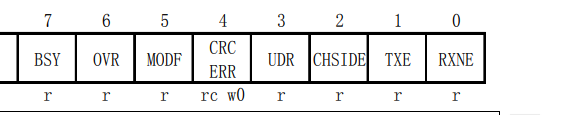 7 6 5 4 3 2 1 0
BSY OVR MODF CRC ERR UDR CHSIDE TXE RXNE
r r r rc w0 r r r r